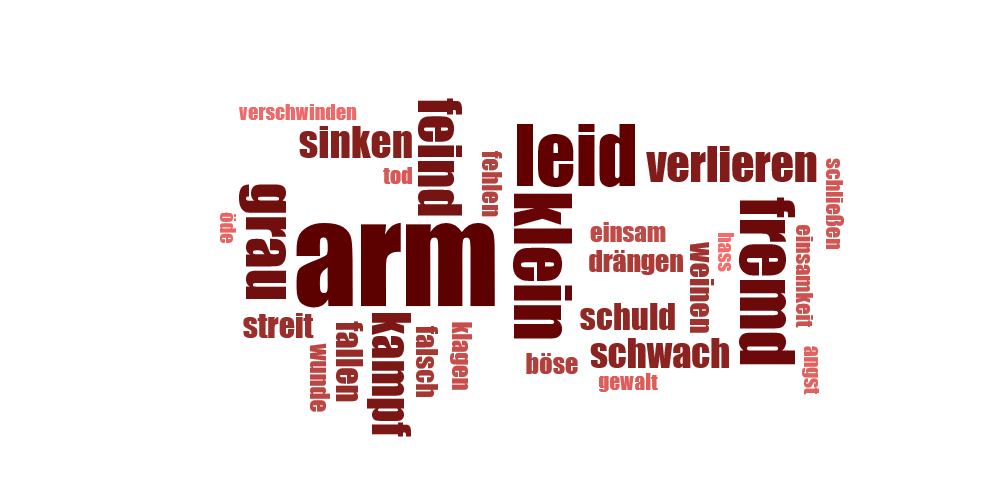 verschwinden
sinken
feind
tod
fehlen
leid
verlieren
schließen
öde
grau
arm
klein
einsam
drängen
weinen
hass
fremd
einsamkeit
streit
wunde
fallen
kampf
falsch
klagen
schuld
böse
schwach
gewalt
angst